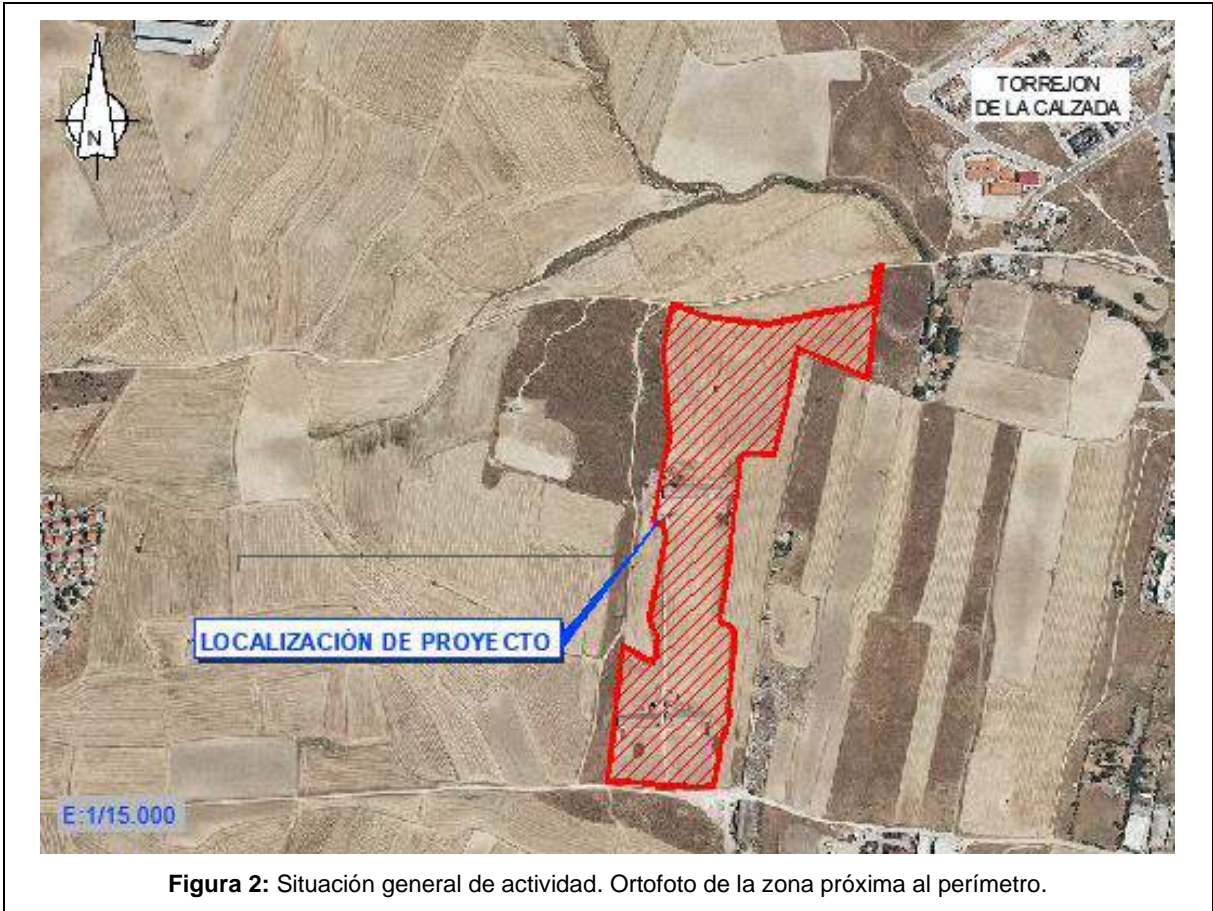 N
TORREJON
DE LA CALZADA
LOCALIZACIÓN DE PROYECTO
E:1/15.000
Figura 2: Situación general de actividad. Ortofoto de la zona próxima al perímetro.